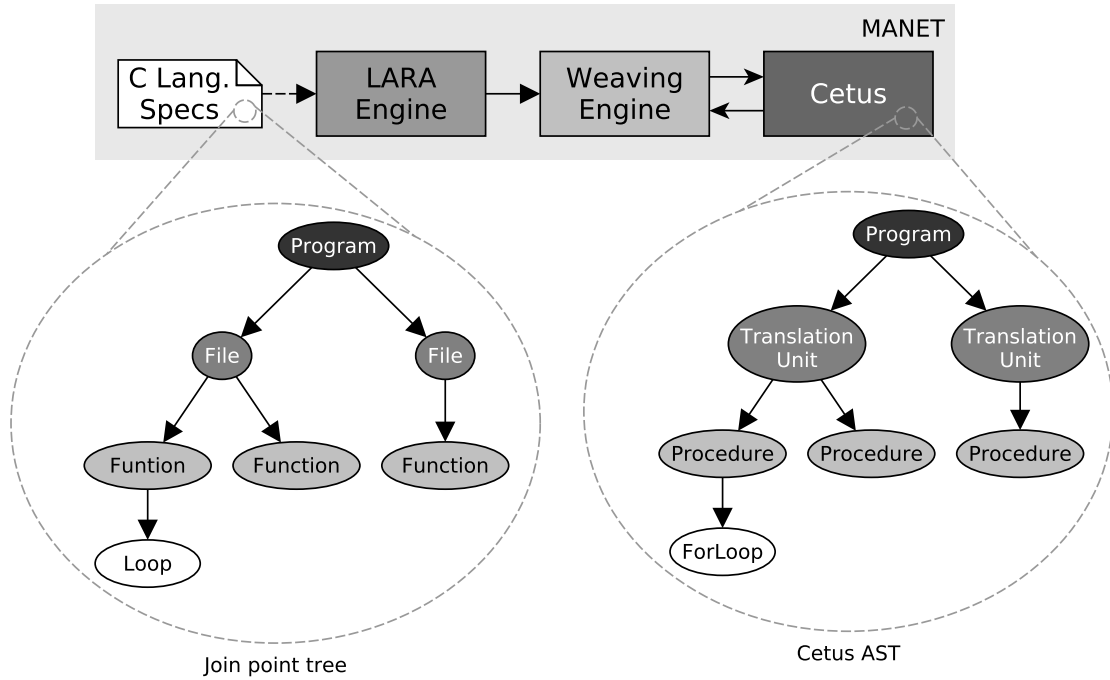 MANET
C Lang.
Specs
LARA
Engine
Weaving
Engine
Cetus
Program
File
File
Funtion
Function
Function
Loop
Join point tree
Program
Translation
Unit
Translation
Unit
Procedure
Procedure
Procedure
ForLoop
Cetus AST